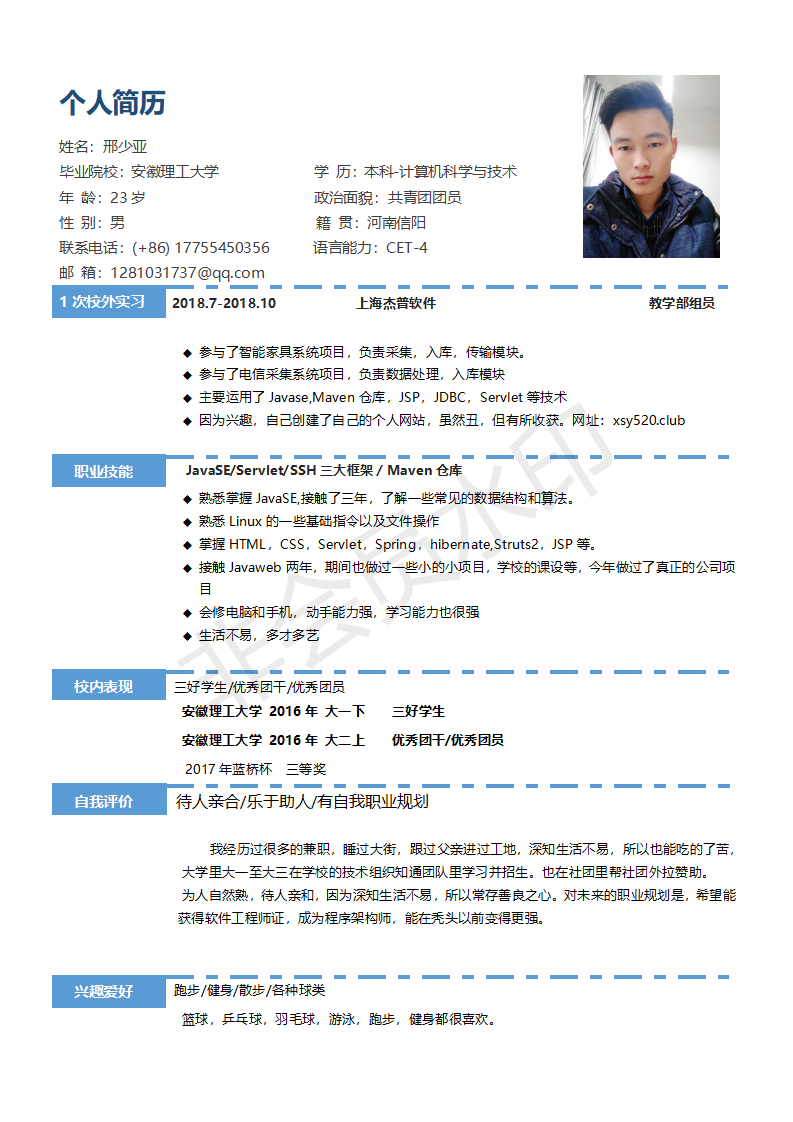 个人简历
姓名：邢少亚
毕业院校：安徽理工大学 学 历：本科-计算机科学与技术
年 龄：23 岁 政治面貌：共青团团员
性 别：男 籍 贯：河南信阳
联系电话：(+86) 17755450356 语言能力：CET-4
邮 箱：1281031737@qq.com
1 次校外实习 2018.7-2018.10 上海杰普软件 教学部组员
◆ 参与了智能家具系统项目，负责采集，入库，传输模块。
◆ 参与了电信采集系统项目，负责数据处理，入库模块
◆ 主要运用了 Javase,Maven 仓库，JSP，JDBC，Servlet 等技术
◆ 因为兴趣，自己创建了自己的个人网站，虽然丑，但有所收获。网址：xsy520.club
职业技能 JavaSE/Servlet/SSH 三大框架 / Maven 仓库
◆ 熟悉掌握 JavaSE,接触了三年，了解一些常见的数据结构和算法。
◆ 熟悉 Linux 的一些基础指令以及文件操作
◆ 掌握 HTML，CSS，Servlet，Spring，hibernate,Struts2，JSP 等。
◆ 接触 Javaweb 两年，期间也做过一些小的小项目，学校的课设等，今年做过了真正的公司项
目
◆ 会修电脑和手机，动手能力强，学习能力也很强
◆ 生活不易，多才多艺
校内表现 三好学生/优秀团干/优秀团员
安徽理工大学 2016 年 大一下 三好学生
安徽理工大学 2016 年 大二上 优秀团干/优秀团员
2017 年蓝桥杯 三等奖
自我评价 待人亲合/乐于助人/有自我职业规划
我经历过很多的兼职，睡过大街，跟过父亲进过工地，深知生活不易，所以也能吃的了苦，
大学里大一至大三在学校的技术组织知通团队里学习并招生。也在社团里帮社团外拉赞助。
为人自然熟，待人亲和，因为深知生活不易，所以常存善良之心。对未来的职业规划是，希望能
获得软件工程师证，成为程序架构师，能在秃头以前变得更强。
兴趣爱好 跑步/健身/散步/各种球类
篮球，乒乓球，羽毛球，游泳，跑步，健身都很喜欢。
非会员水印